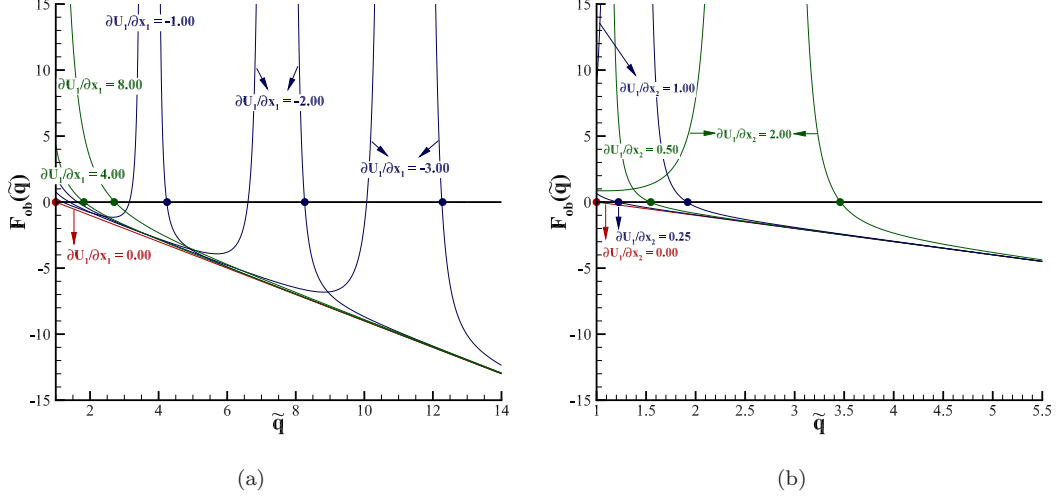 15
10
5
0
-5
-10
-15
F_ob(q̃)
∂U₁/∂x₁ = -1.00
∂U₁/∂x₁ = 8.00
∂U₁/∂x₁ = -2.00
∂U₁/∂x₁ = 4.00
∂U₁/∂x₁ = -3.00
∂U₁/∂x₁ = 0.00
2 4 6 8 10 12 14
q̃
(a)
15
10
5
0
-5
-10
-15
F_ob(q̃)
∂U₁/∂x₂ = 1.00
∂U₁/∂x₂ = 2.00
∂U₁/∂x₂ = 0.50
∂U₁/∂x₂ = 0.25
∂U₁/∂x₂ = 0.00
1 1.5 2 2.5 3 3.5 4 4.5 5 5.5
q̃
(b)